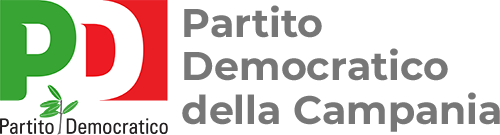 PD
Partito Democratico
Partito
Democratico
della Campania